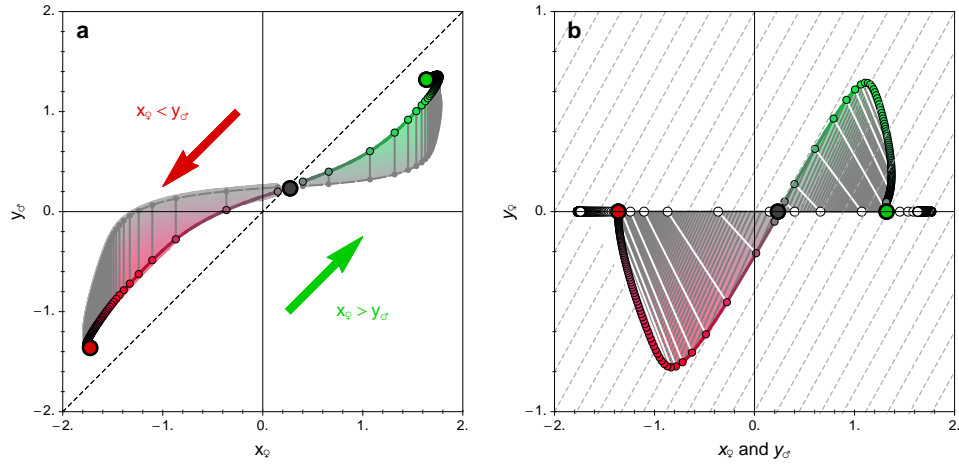 a
2.
1.
0.
−1.
−2.
−2.
−1.
0.
1.
2.
y♂
x♀
x♀ < y♂
x♀ > y♂
b
1.
0.
−1.
−2.
−1.
0.
1.
2.
y♀
x♀ and y♂